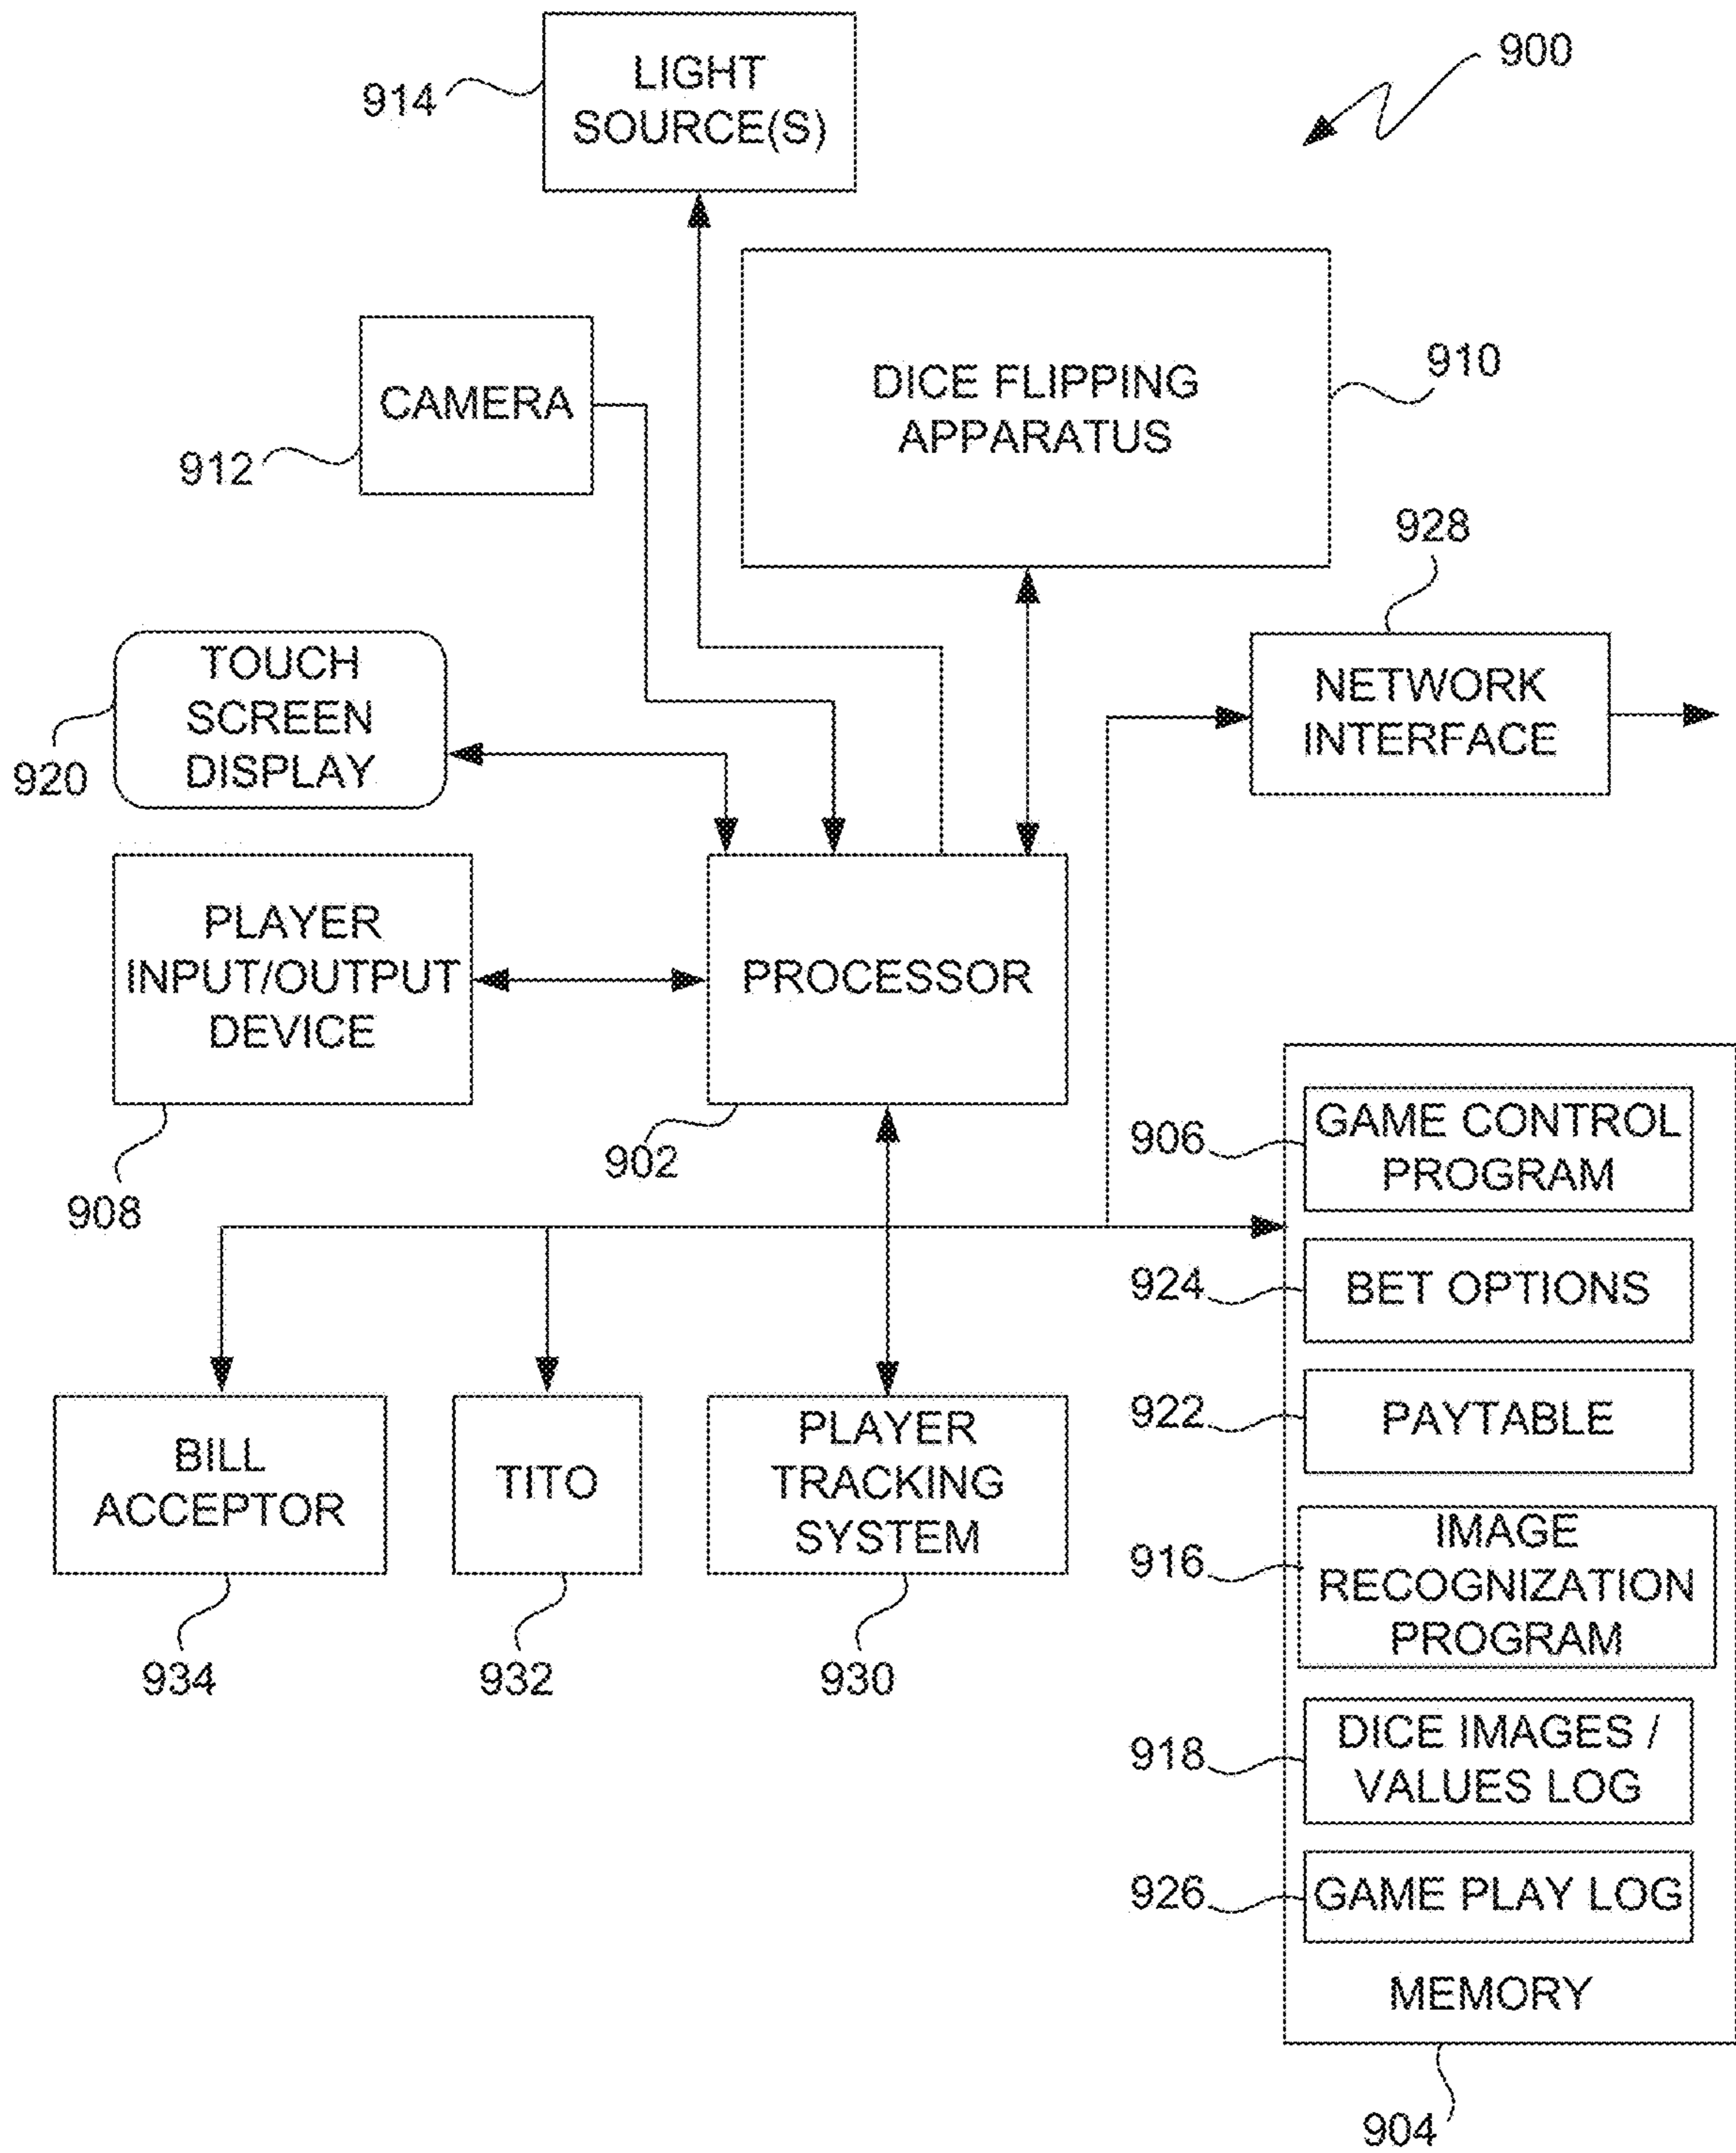 900
914
LIGHT
SOURCE(S)
DICE FLIPPING
APPARATUS
910
CAMERA
912
928
TOUCH
SCREEN
DISPLAY
920
NETWORK
INTERFACE
PLAYER
INPUT/OUTPUT
DEVICE
908
PROCESSOR
902
906
GAME CONTROL
PROGRAM
924
BET OPTIONS
922
PAYTABLE
916
IMAGE
RECOGNIZATION
PROGRAM
918
DICE IMAGES /
VALUES LOG
926
GAME PLAY LOG
MEMORY
904
BILL
ACCEPTOR
934
TITO
932
PLAYER
TRACKING
SYSTEM
930